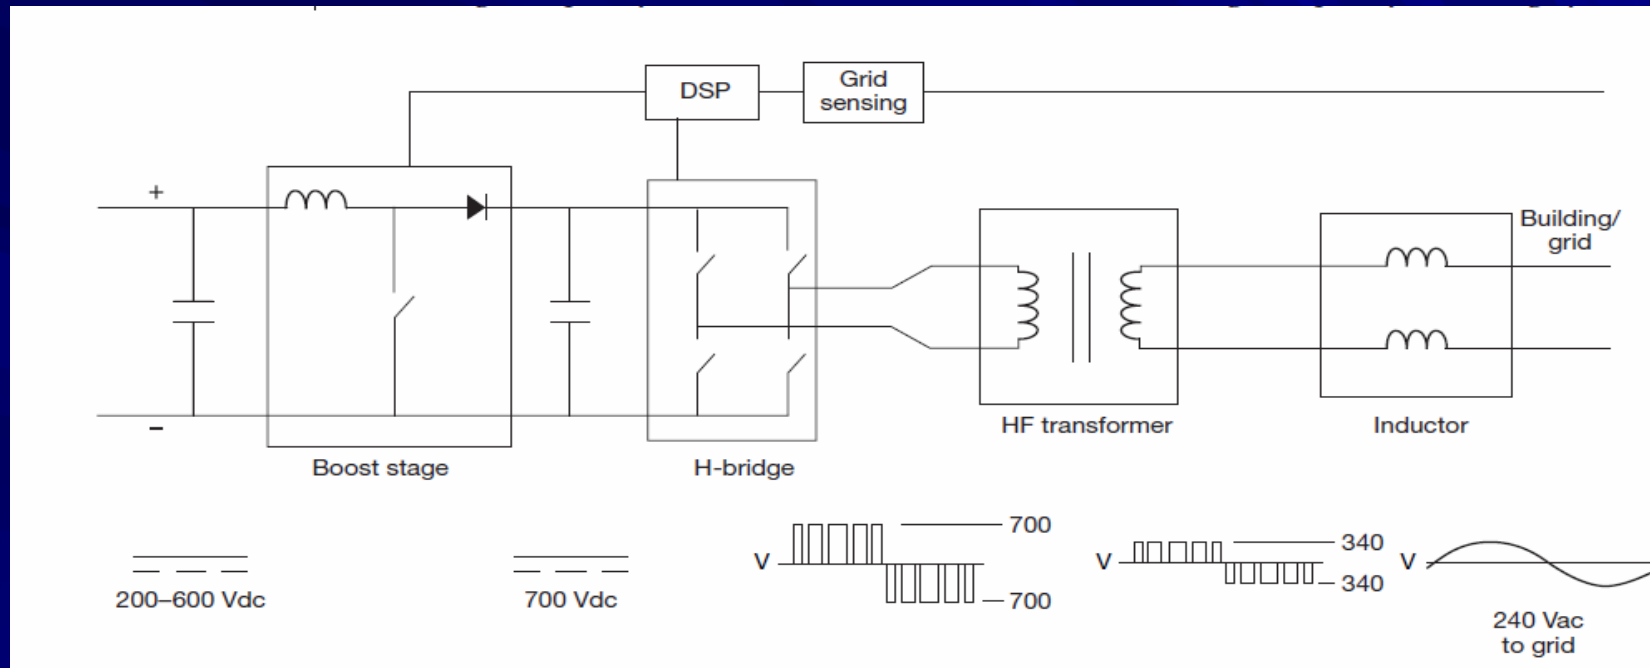 DSP
Grid
sensing
+
Building/
grid
–
HF transformer
Inductor
Boost stage
H-bridge
700
340
V
V
V
340
200–600 Vdc
700 Vdc
700
240 Vac
to grid